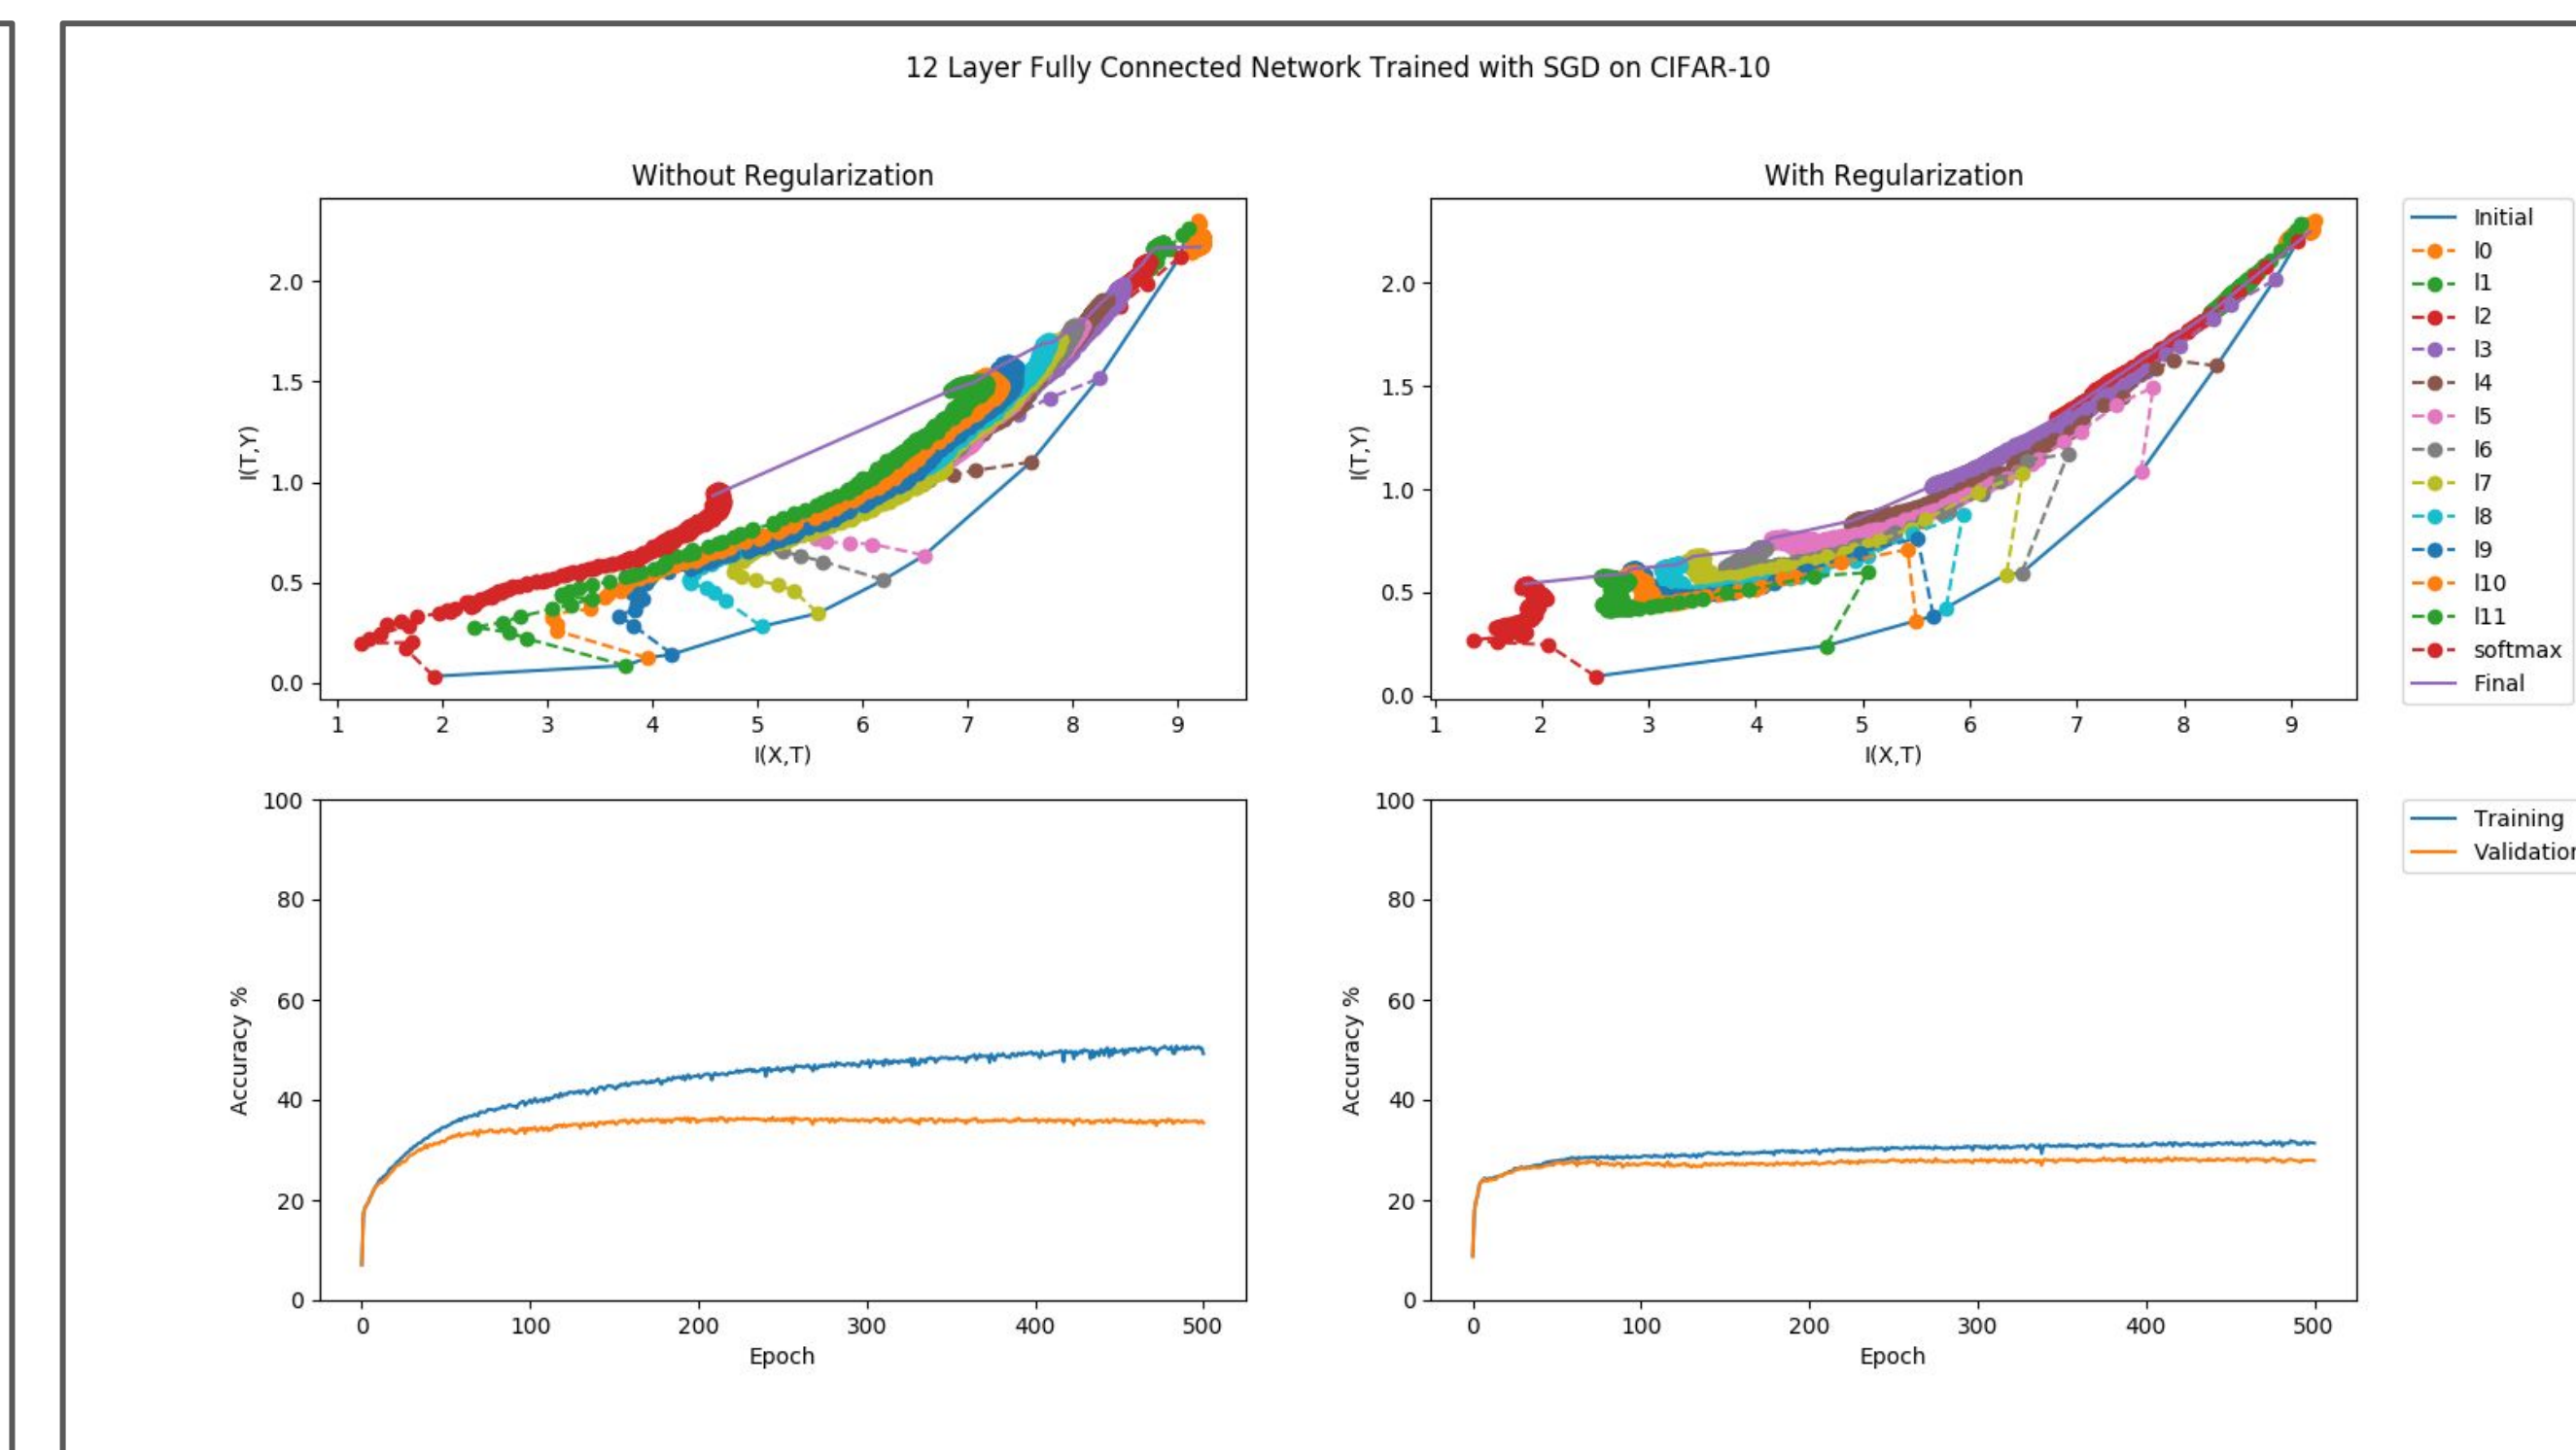 12 Layer Fully Connected Network Trained with SGD on CIFAR-10
Without Regularization
I(T,Y)
2.0
1.5
1.0
0.5
0.0
1 2 3 4 5 6 7 8 9
I(X,T)
With Regularization
I(T,Y)
2.0
1.5
1.0
0.5
0.0
1 2 3 4 5 6 7 8 9
I(X,T)
Initial
l0
l1
l2
l3
l4
l5
l6
l7
l8
l9
l10
l11
softmax
Final
Accuracy %
100
80
60
40
20
0
0 100 200 300 400 500
Epoch
Accuracy %
100
80
60
40
20
0
0 100 200 300 400 500
Epoch
Training
Validation